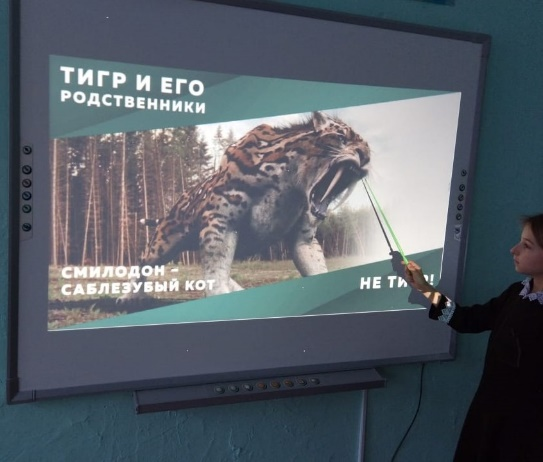 ТИГР И ЕГО
РОДСТВЕННИКИ
СМИЛОДОН –
САБЛЕЗУБЫЙ КОТ
НЕ